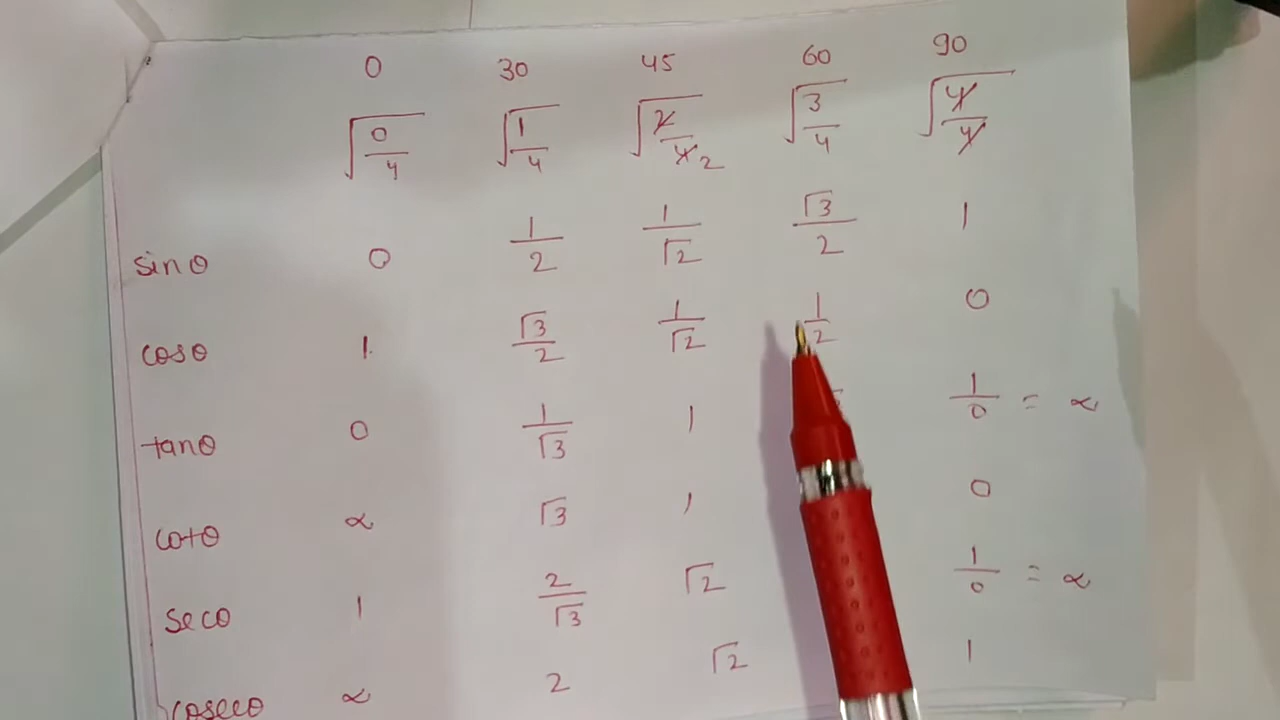 0 30 45 60 90
√0/4 √1/4 √2/4 2 √3/4 √4/4
sinθ 0 1/2 1/√2 √3/2 1
cosθ 1 √3/2 1/√2 1/2 0
tanθ 0 1/√3 1 1/0 = ∝
cotθ ∝ √3 1 0
secθ 1 2/√3 √2 1/0 = ∝
cosecθ ∝ 2 √2 1